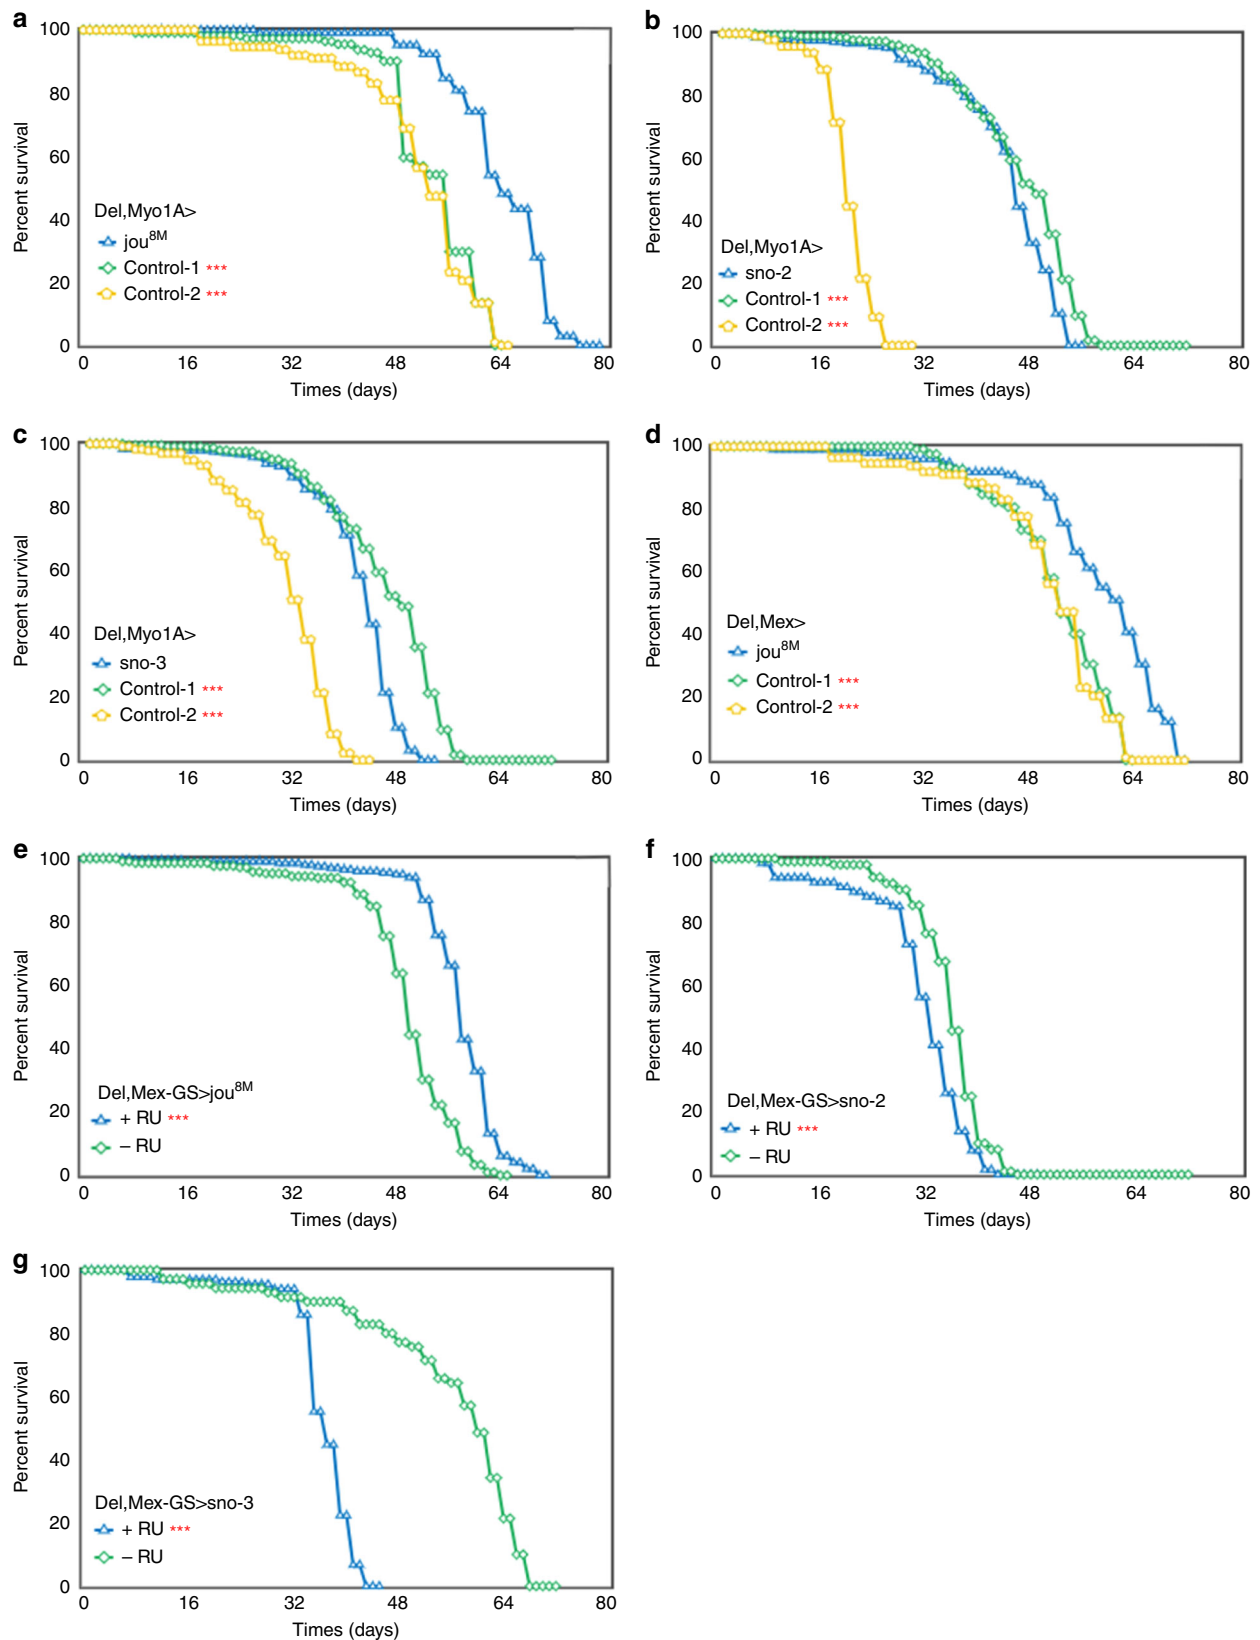 a
100
80
60
40
20
0
Percent survival
Del,Myo1A>
jou8M
Control-1 ***
Control-2 ***
0 16 32 48 64 80
Times (days)
b
100
80
60
40
20
0
Percent survival
Del,Myo1A>
sno-2
Control-1 ***
Control-2 ***
0 16 32 48 64 80
Times (days)
c
100
80
60
40
20
0
Percent survival
Del,Myo1A>
sno-3
Control-1 ***
Control-2 ***
0 16 32 48 64 80
Times (days)
d
100
80
60
40
20
0
Percent survival
Del,Mex>
jou8M
Control-1 ***
Control-2 ***
0 16 32 48 64 80
Times (days)
e
100
80
60
40
20
0
Percent survival
Del,Mex-GS>jou8M
+ RU ***
– RU
0 16 32 48 64 80
Times (days)
f
100
80
60
40
20
0
Percent survival
Del,Mex-GS>sno-2
+ RU ***
– RU
0 16 32 48 64 80
Times (days)
g
100
80
60
40
20
0
Percent survival
Del,Mex-GS>sno-3
+ RU ***
– RU
0 16 32 48 64 80
Times (days)